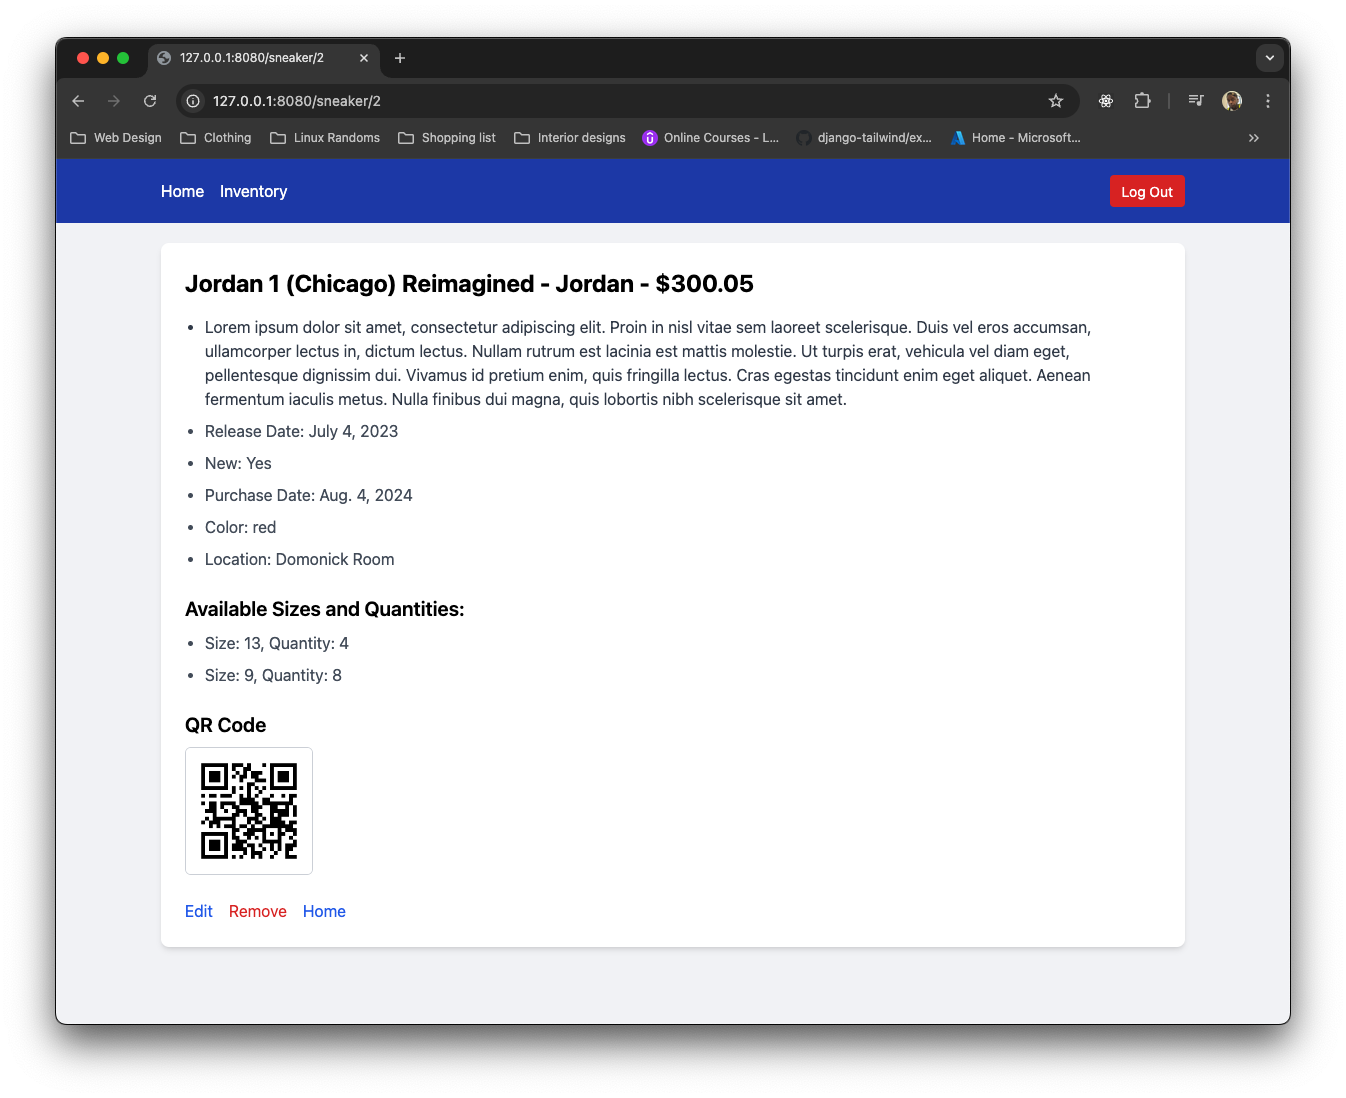 127.0.0.1:8080/sneaker/2
127.0.0.1:8080/sneaker/2
Web Design Clothing Linux Randoms Shopping list Interior designs Online Courses - L... django-tailwind/ex... Home - Microsoft...
Home Inventory Log Out
Jordan 1 (Chicago) Reimagined - Jordan - $300.05
• Lorem ipsum dolor sit amet, consectetur adipiscing elit. Proin in nisl vitae sem laoreet scelerisque. Duis vel eros accumsan,
ullamcorper lectus in, dictum lectus. Nullam rutrum est lacinia est mattis molestie. Ut turpis erat, vehicula vel diam eget,
pellentesque dignissim dui. Vivamus id pretium enim, quis fringilla lectus. Cras egestas tincidunt enim eget aliquet. Aenean
fermentum iaculis metus. Nulla finibus dui magna, quis lobortis nibh scelerisque sit amet.
• Release Date: July 4, 2023
• New: Yes
• Purchase Date: Aug. 4, 2024
• Color: red
• Location: Domonick Room
Available Sizes and Quantities:
• Size: 13, Quantity: 4
• Size: 9, Quantity: 8
QR Code
Edit Remove Home